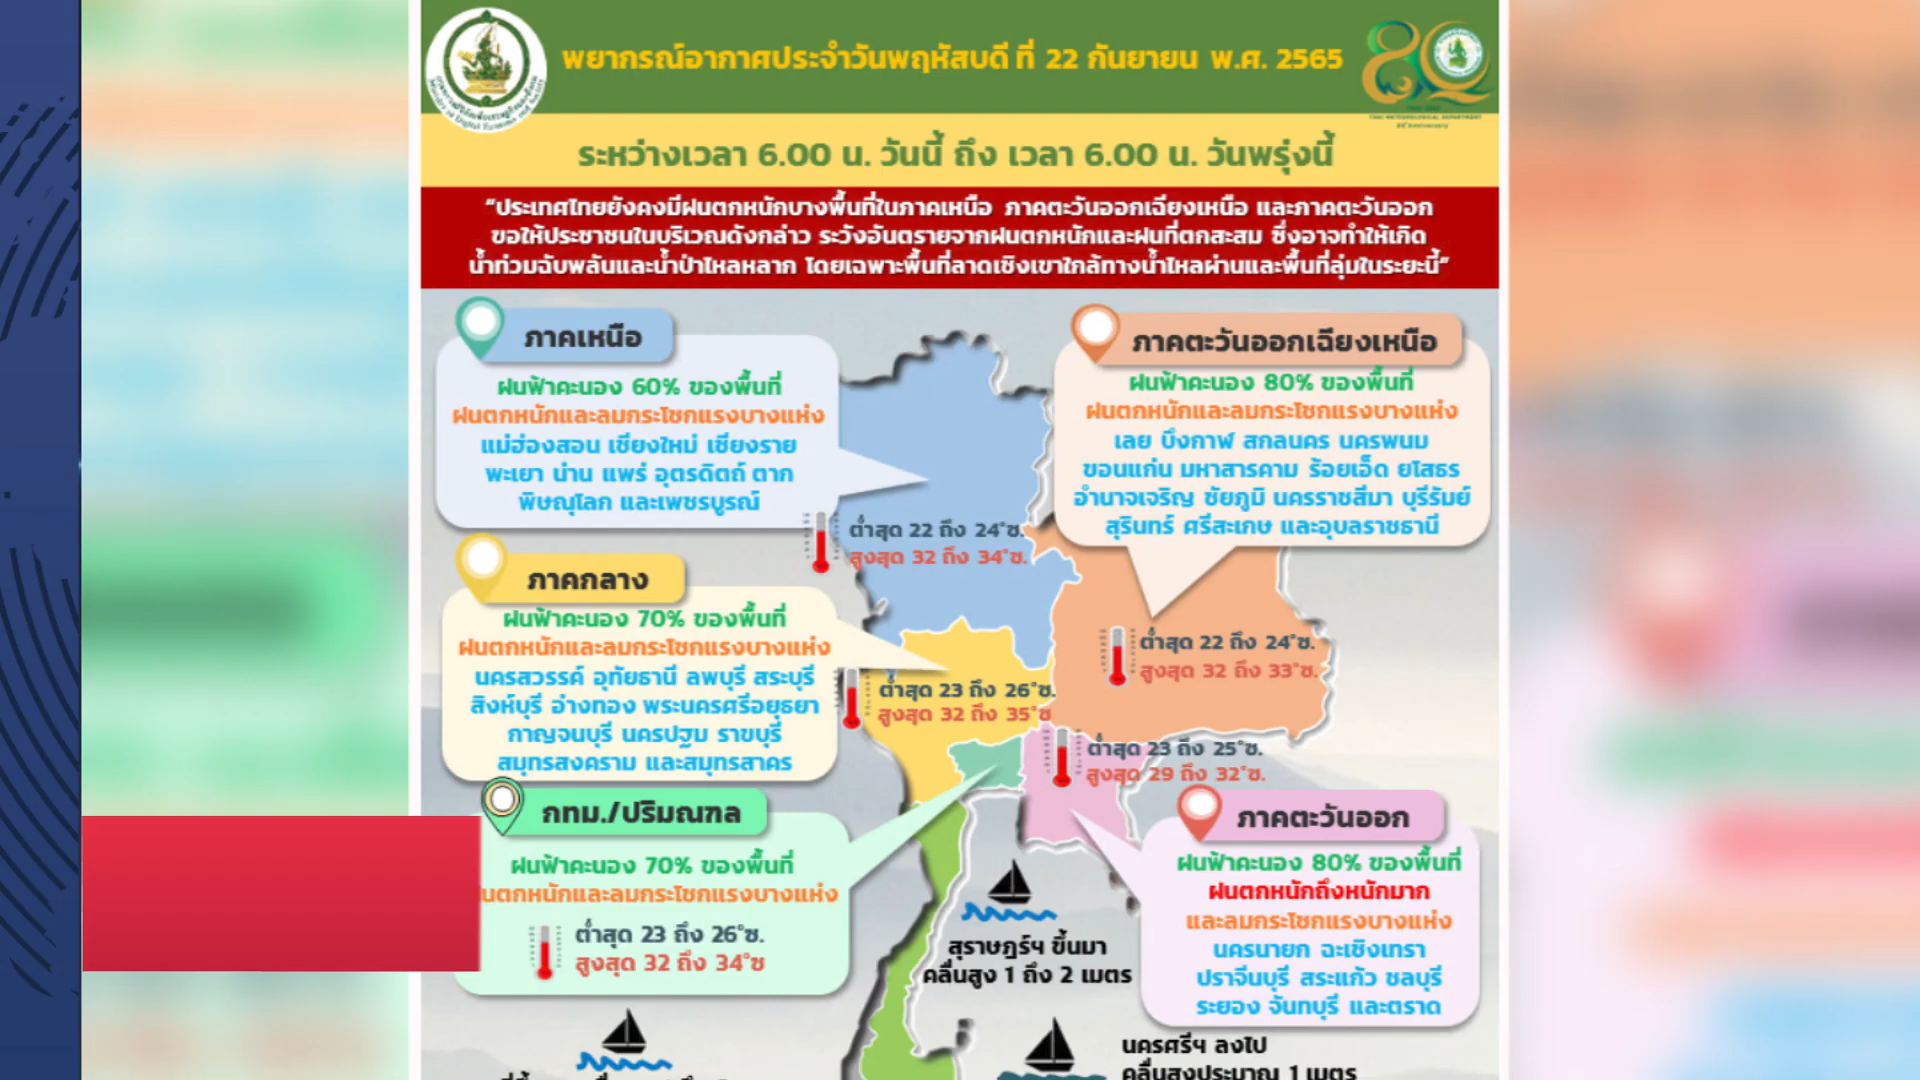 พยากรณ์อากาศประจำวันพฤหัสบดี ที่ 22 กันยายน พ.ศ. 2565
THAI METEOROLOGICAL DEPARTMENT
ระหว่างเวลา 6.00 น. วันนี้ ถึง เวลา 6.00 น. วันพรุ่งนี้
"ประเทศไทยยังคงมีฝนตกหนักบางพื้นที่ในภาคเหนือ ภาคตะวันออกเฉียงเหนือ และภาคตะวันออก
ขอให้ประชาชนในบริเวณดังกล่าว ระวังอันตรายจากฝนตกหนักและฝนที่ตกสะสม ซึ่งอาจทำให้เกิด
น้ำท่วมฉับพลันและน้ำป่าไหลหลาก โดยเฉพาะพื้นที่ลาดเชิงเขาใกล้ทางน้ำไหลผ่านและพื้นที่ลุ่มในระยะนี้"
ภาคเหนือ
ฝนฟ้าคะนอง 60% ของพื้นที่
ฝนตกหนักและลมกระโชกแรงบางแห่ง
แม่ฮ่องสอน เชียงใหม่ เชียงราย
พะเยา น่าน แพร่ อุตรดิตถ์ ตาก
พิษณุโลก และเพชรบูรณ์
ต่ำสุด 22 ถึง 24°ซ.
สูงสุด 32 ถึง 34°ซ.
ภาคตะวันออกเฉียงเหนือ
ฝนฟ้าคะนอง 80% ของพื้นที่
ฝนตกหนักและลมกระโชกแรงบางแห่ง
เลย บึงกาฬ สกลนคร นครพนม
ขอนแก่น มหาสารคาม ร้อยเอ็ด ยโสธร
อำนาจเจริญ ชัยภูมิ นครราชสีมา บุรีรัมย์
สุรินทร์ ศรีสะเกษ และอุบลราชธานี
ต่ำสุด 22 ถึง 24°ซ.
สูงสุด 32 ถึง 33°ซ.
ภาคกลาง
ฝนฟ้าคะนอง 70% ของพื้นที่
ฝนตกหนักและลมกระโชกแรงบางแห่ง
นครสวรรค์ อุทัยธานี ลพบุรี สระบุรี
สิงห์บุรี อ่างทอง พระนครศรีอยุธยา
กาญจนบุรี นครปฐม ราชบุรี
สมุทรสงคราม และสมุทรสาคร
ต่ำสุด 23 ถึง 26°ซ.
สูงสุด 32 ถึง 35°ซ
กทม./ปริมณฑล
ฝนฟ้าคะนอง 70% ของพื้นที่
นตกหนักและลมกระโชกแรงบางแห่ง
ต่ำสุด 23 ถึง 26°ซ.
สูงสุด 32 ถึง 34°ซ
ต่ำสุด 23 ถึง 25°ซ.
สูงสุด 29 ถึง 32°ซ.
ภาคตะวันออก
ฝนฟ้าคะนอง 80% ของพื้นที่
ฝนตกหนักถึงหนักมาก
และลมกระโชกแรงบางแห่ง
นครนายก ฉะเชิงเทรา
ปราจีนบุรี สระแก้ว ชลบุรี
ระยอง จันทบุรี และตราด
สุราษฎร์ฯ ขึ้นมา
คลื่นสูง 1 ถึง 2 เมตร
นครศรีฯ ลงไป
คลื่นสูงประมาณ 1 เมตร